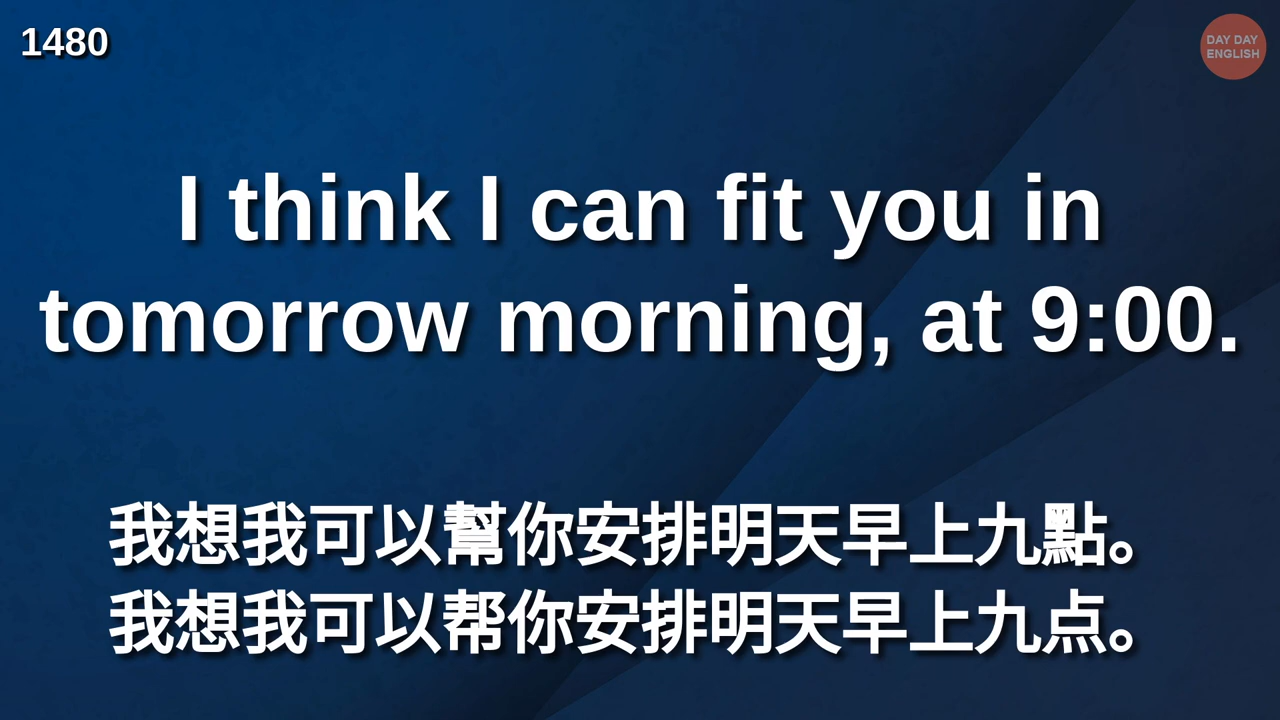 1480
DAY DAY
ENGLISH
I think I can fit you in
tomorrow morning, at 9:00.
我想我可以幫你安排明天早上九點。
我想我可以帮你安排明天早上九点。